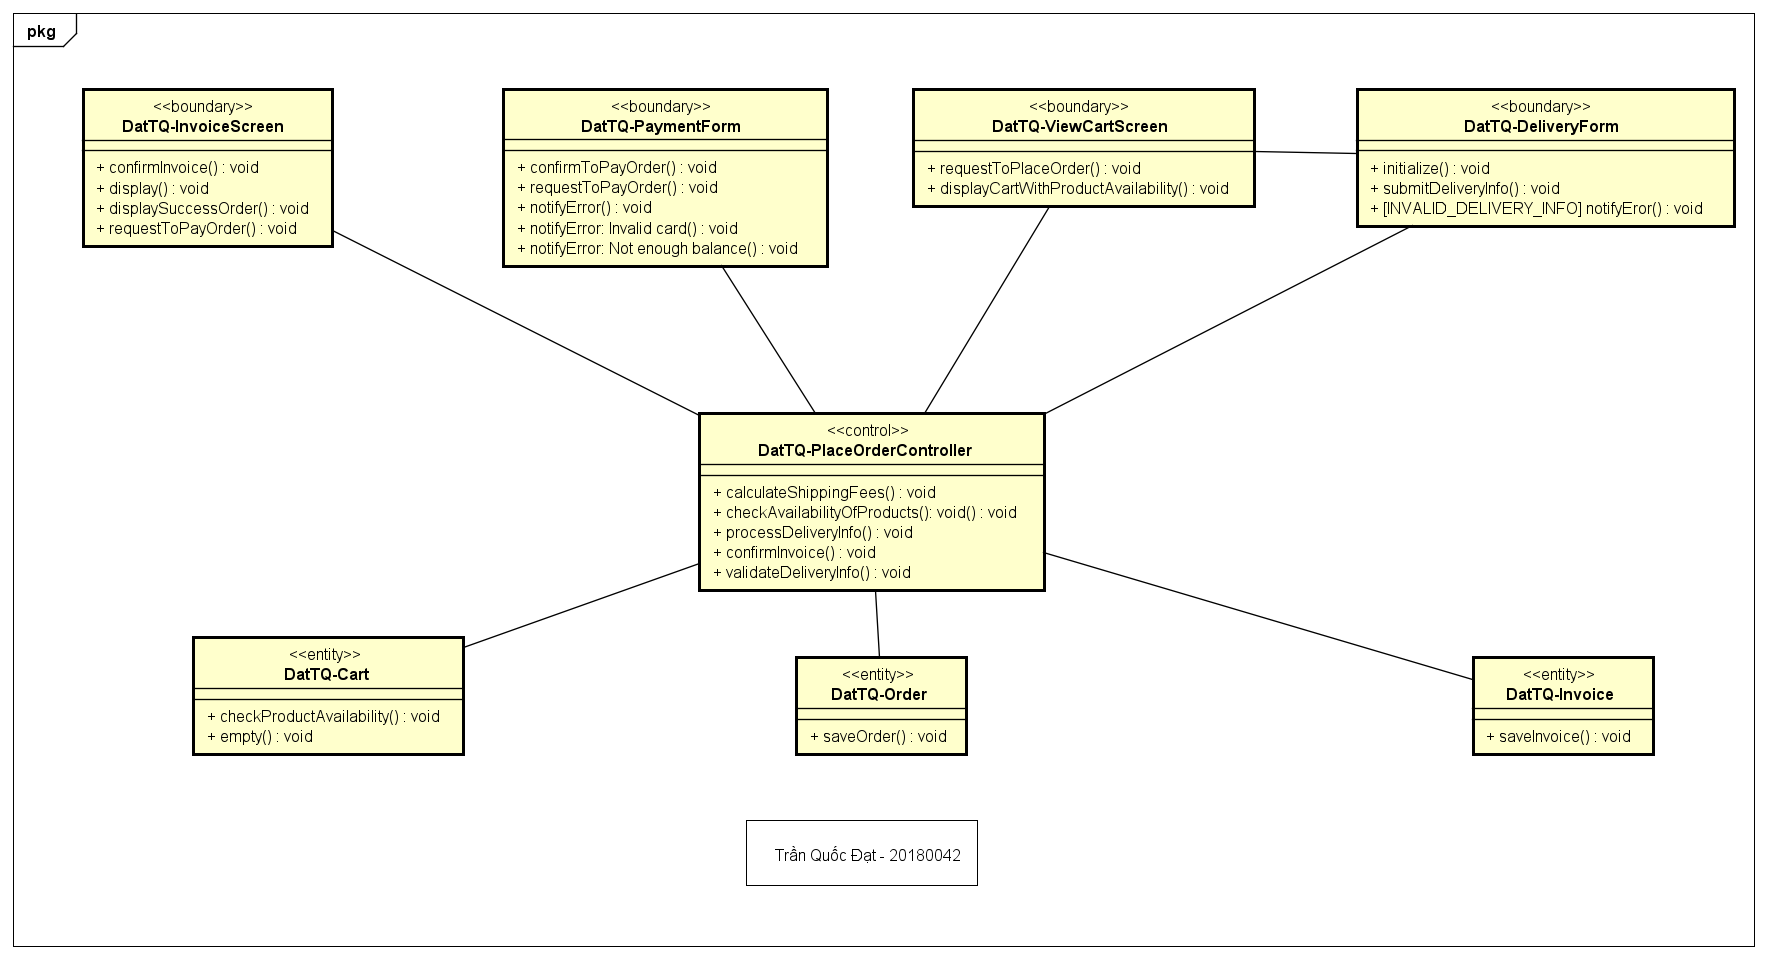 pkg
<<boundary>>
DatTQ-InvoiceScreen
+ confirmInvoice() : void
+ display() : void
+ displaySuccessOrder() : void
+ requestToPayOrder() : void
<<boundary>>
DatTQ-PaymentForm
+ confirmToPayOrder() : void
+ requestToPayOrder() : void
+ notifyError() : void
+ notifyError: Invalid card() : void
+ notifyError: Not enough balance() : void
<<boundary>>
DatTQ-ViewCartScreen
+ requestToPlaceOrder() : void
+ displayCartWithProductAvailability() : void
<<boundary>>
DatTQ-DeliveryForm
+ initialize() : void
+ submitDeliveryInfo() : void
+ [INVALID_DELIVERY_INFO] notifyEror() : void
<<control>>
DatTQ-PlaceOrderController
+ calculateShippingFees() : void
+ checkAvailabilityOfProducts(): void() : void
+ processDeliveryInfo() : void
+ confirmInvoice() : void
+ validateDeliveryInfo() : void
<<entity>>
DatTQ-Cart
+ checkProductAvailability() : void
+ empty() : void
<<entity>>
DatTQ-Order
+ saveOrder() : void
<<entity>>
DatTQ-Invoice
+ saveInvoice() : void
Trần Quốc Đạt - 20180042